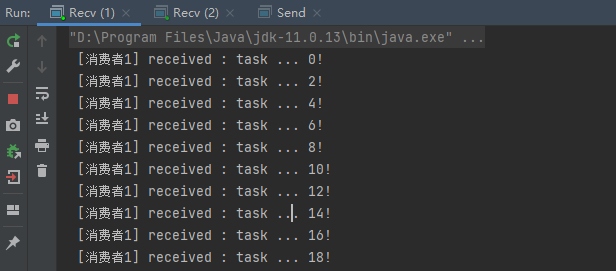 Run: Recv (1) × Recv (2) × Send ×
"D:\Program Files\Java\jdk-11.0.13\bin\java.exe" ...
[消费者1] received : task ... 0!
[消费者1] received : task ... 2!
[消费者1] received : task ... 4!
[消费者1] received : task ... 6!
[消费者1] received : task ... 8!
[消费者1] received : task ... 10!
[消费者1] received : task ... 12!
[消费者1] received : task ... 14!
[消费者1] received : task ... 16!
[消费者1] received : task ... 18!